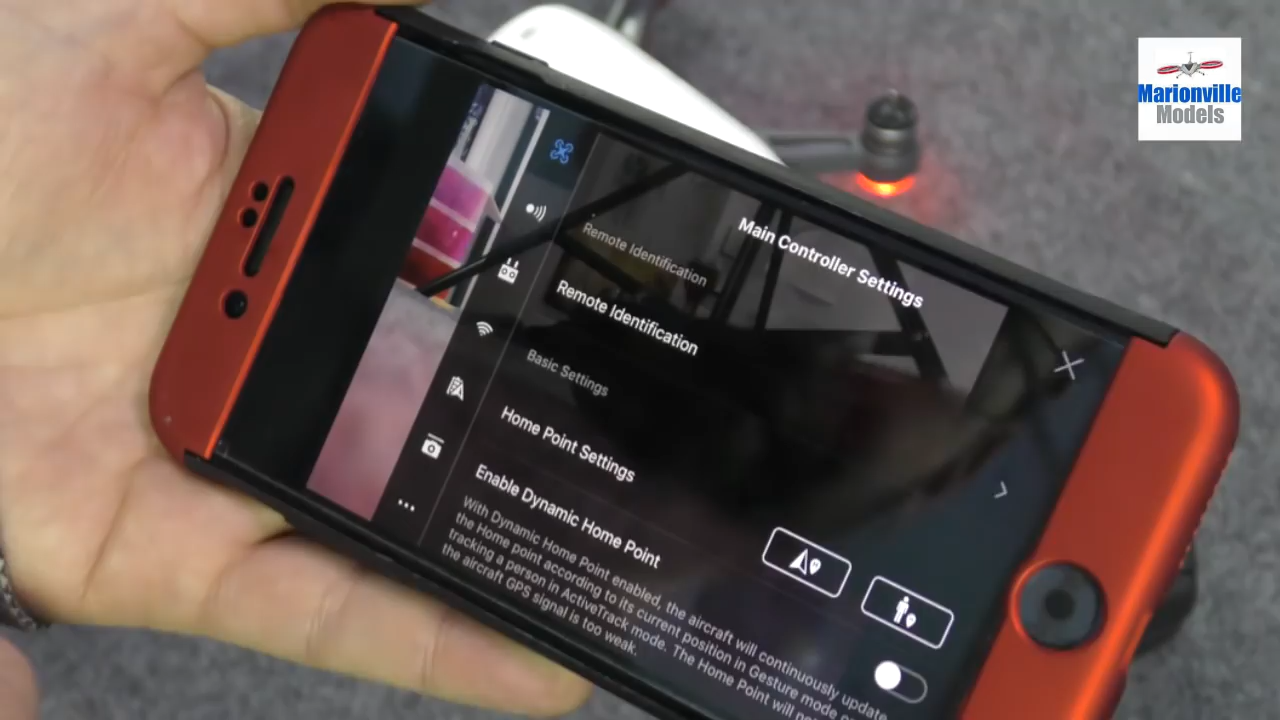 Marionville
Models
Main Controller Settings
Remote Identification
Remote Identification
Basic Settings
Home Point Settings
Enable Dynamic Home Point
With Dynamic Home Point enabled, the aircraft will continuously update
the Home point according to its current position in Gesture mode or
tracking a person in ActiveTrack mode. The Home Point will
the aircraft GPS signal is too weak.